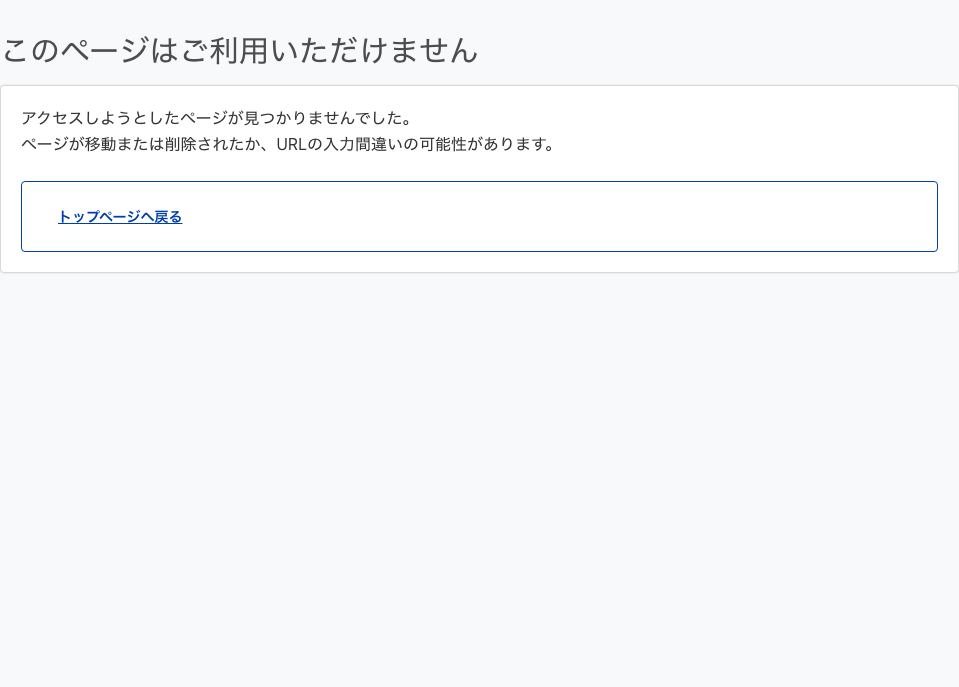 このページはご利用いただけません
アクセスしようとしたページが見つかりませんでした。
ページが移動または削除されたか、URLの入力間違いの可能性があります。
トップページへ戻る